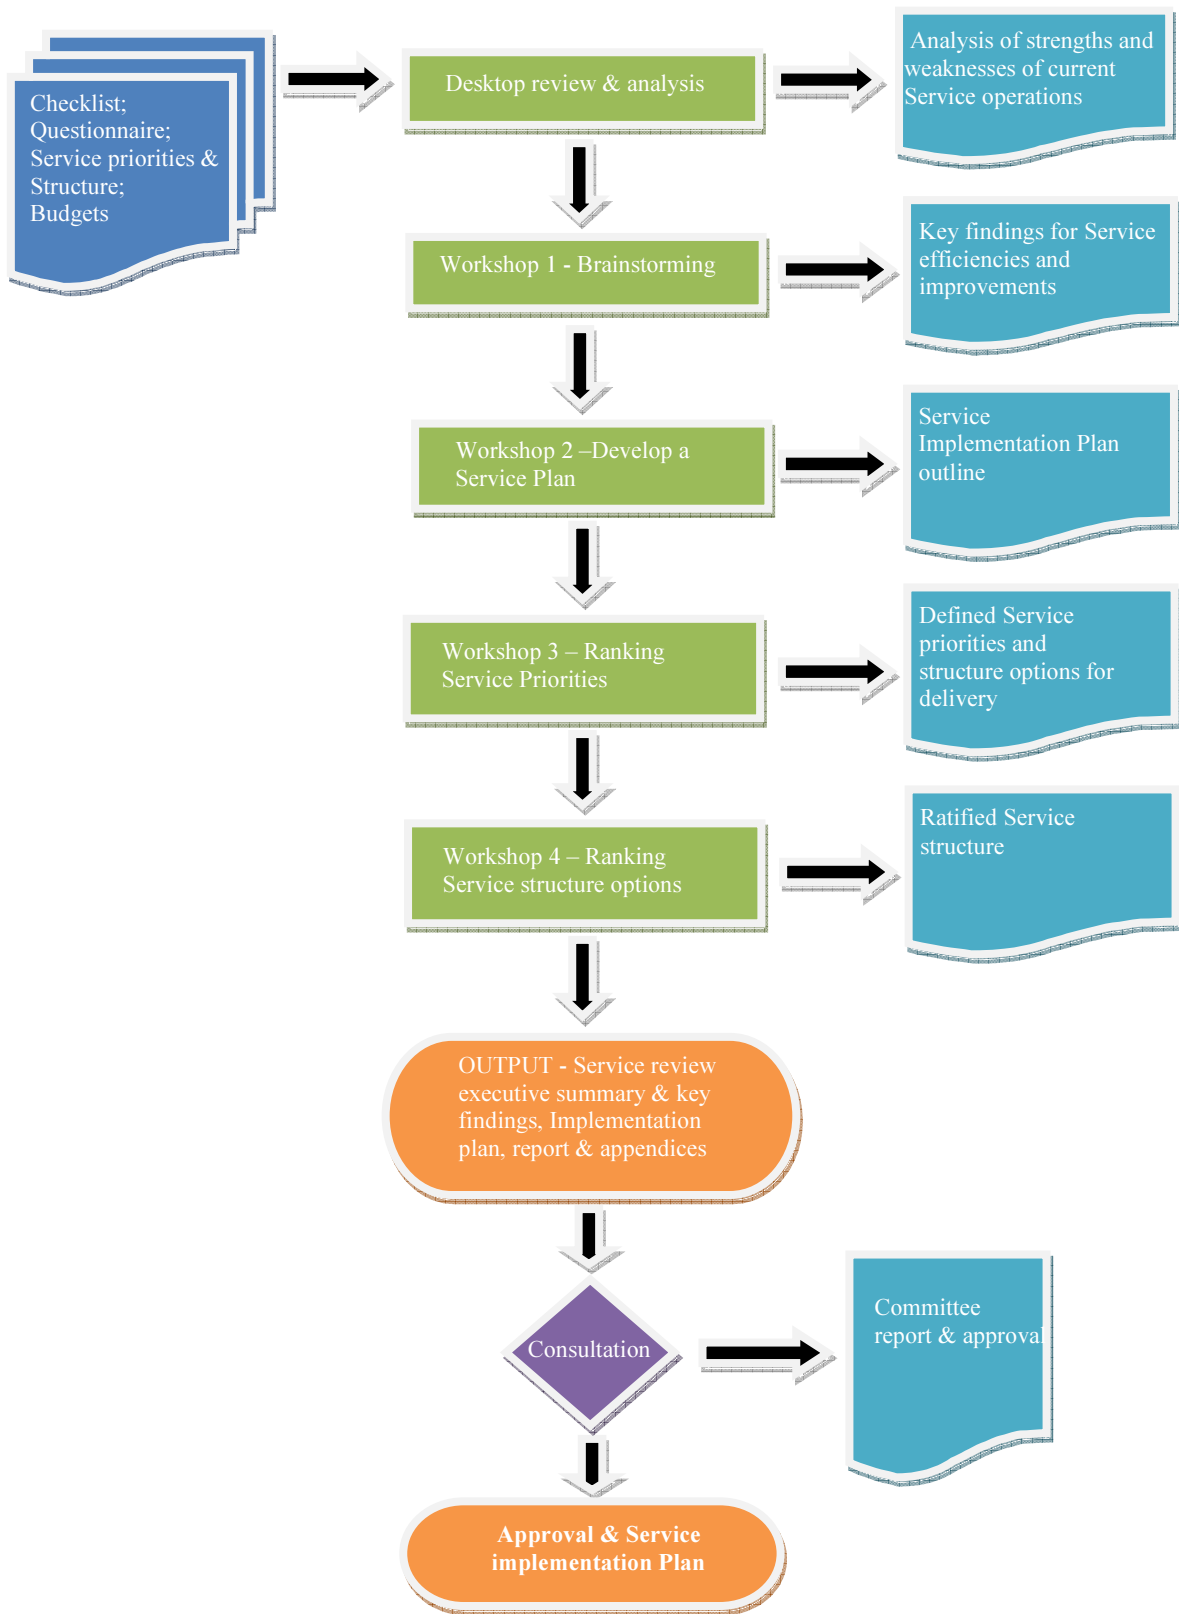 Checklist;
Questionnaire;
Service priorities &
Structure;
Budgets
Desktop review & analysis
Analysis of strengths and
weaknesses of current
Service operations
Workshop 1 - Brainstorming
Key findings for Service
efficiencies and
improvements
Workshop 2 –Develop a
Service Plan
Service
Implementation Plan
outline
Workshop 3 – Ranking
Service Priorities
Defined Service
priorities and
structure options for
delivery
Workshop 4 – Ranking
Service structure options
Ratified Service
structure
OUTPUT - Service review
executive summary & key
findings, Implementation
plan, report & appendices
Consultation
Committee
report & approval
Approval & Service
implementation Plan